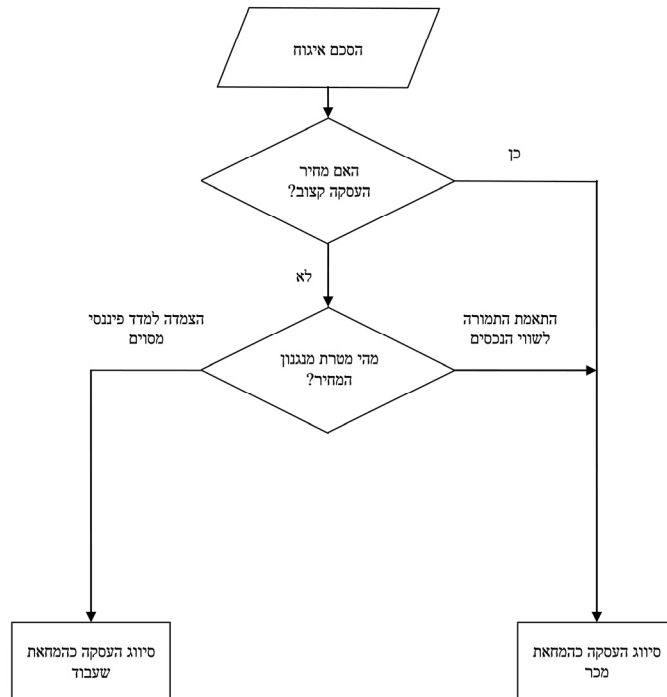 הסכם איגוח
האם מחיר
העסקה קצוב?
כן
לא
התאמת התמורה
לשווי הנכסים
מהי מטרת מנגנון
המחיר?
הצמדה למדד פיננסי
מסוים
סיווג העסקה כהמחאת
מכר
סיווג העסקה כהמחאת
שעבוד